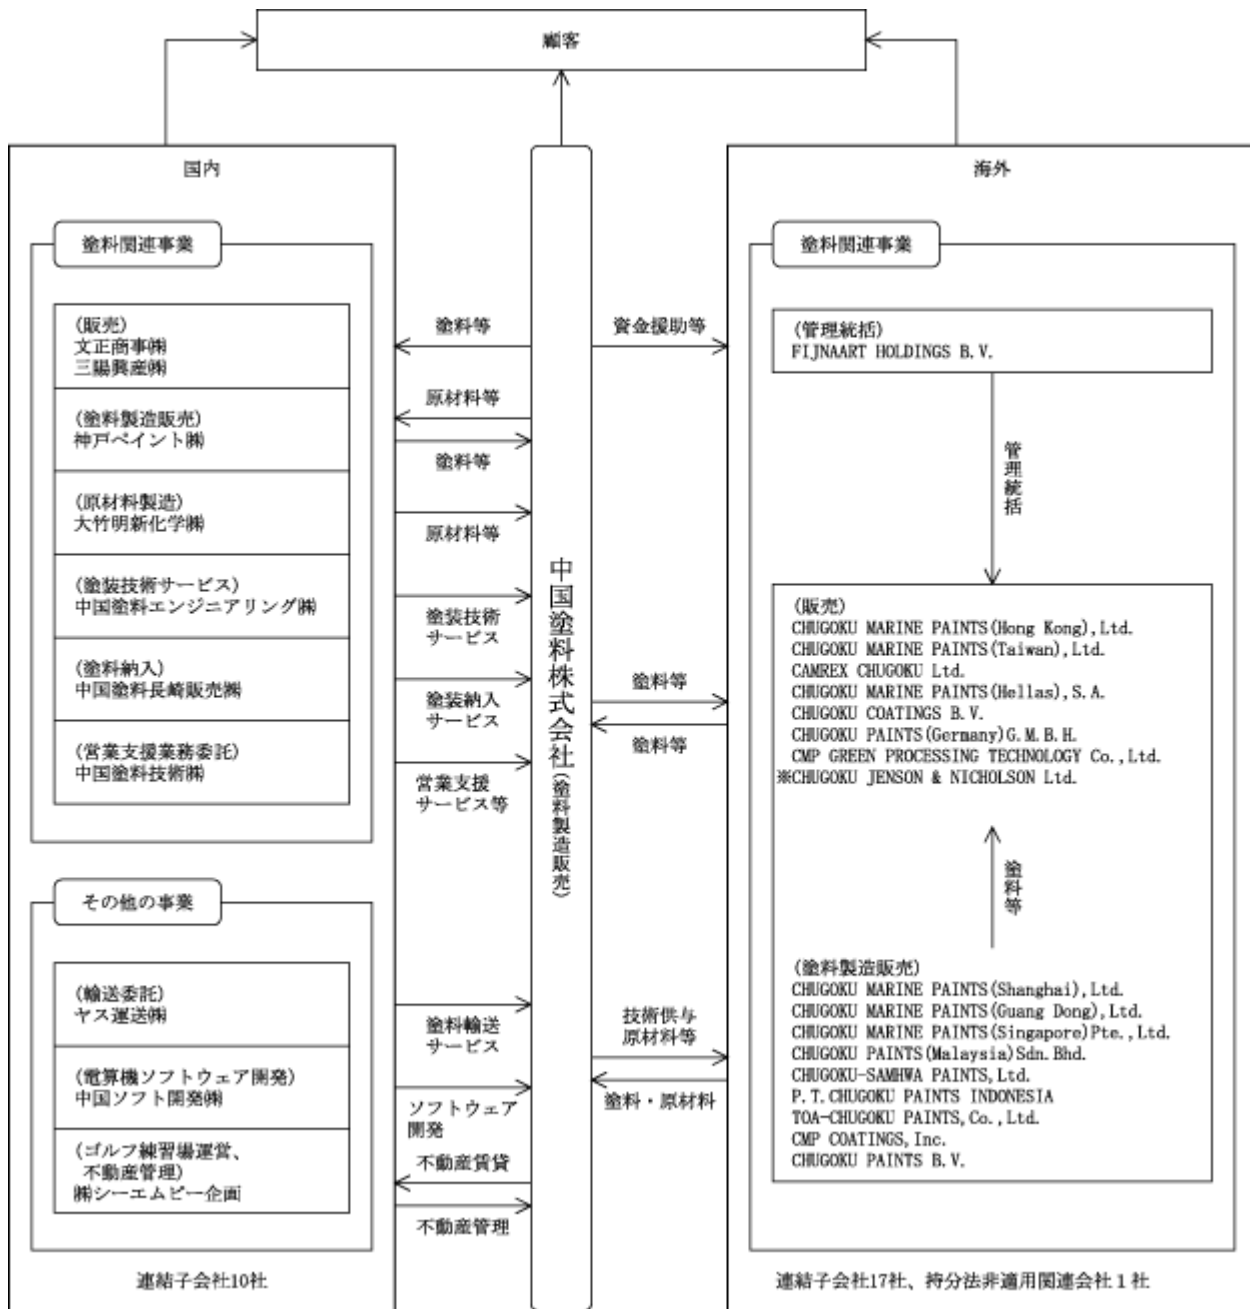 顧客
国内
塗料関連事業
(販売)
文正商事㈱
三陽興産㈱
(塗料製造販売)
神戸ペイント㈱
(原材料製造)
大竹明新化学㈱
(塗装技術サービス)
中国塗料エンジニアリング㈱
(塗料納入)
中国塗料長崎販売㈱
(営業支援業務委託)
中国塗料技術㈱
その他の事業
(輸送委託)
ヤス運送㈱
(電算機ソフトウェア開発)
中国ソフト開発㈱
(ゴルフ練習場運営、
不動産管理)
㈱シーエムピー企画
連結子会社10社
塗料等
原材料等
塗料等
原材料等
塗装技術
サービス
塗装納入
サービス
営業支援
サービス等
塗料輸送
サービス
ソフトウェア
開発
不動産賃貸
不動産管理
中国塗料株式会社(塗料製造販売)
資金援助等
塗料等
塗料等
技術供与
原材料等
塗料・原材料
海外
塗料関連事業
(管理統括)
FIJNAART HOLDINGS B.V.
管理統括
(販売)
CHUGOKU MARINE PAINTS(Hong Kong),Ltd.
CHUGOKU MARINE PAINTS(Taiwan),Ltd.
CAMREX CHUGOKU Ltd.
CHUGOKU MARINE PAINTS(Hellas),S.A.
CHUGOKU COATINGS B.V.
CHUGOKU PAINTS(Germany)G.M.B.H.
CMP GREEN PROCESSING TECHNOLOGY Co.,Ltd.
※CHUGOKU JENSON & NICHOLSON Ltd.
塗料等
(塗料製造販売)
CHUGOKU MARINE PAINTS(Shanghai),Ltd.
CHUGOKU MARINE PAINTS(Guang Dong),Ltd.
CHUGOKU MARINE PAINTS(Singapore)Pte.,Ltd.
CHUGOKU PAINTS(Malaysia)Sdn.Bhd.
CHUGOKU-SAMHWA PAINTS,Ltd.
P.T.CHUGOKU PAINTS INDONESIA
TOA-CHUGOKU PAINTS,Co.,Ltd.
CMP COATINGS,Inc.
CHUGOKU PAINTS B.V.
連結子会社17社、持分法非適用関連会社1社